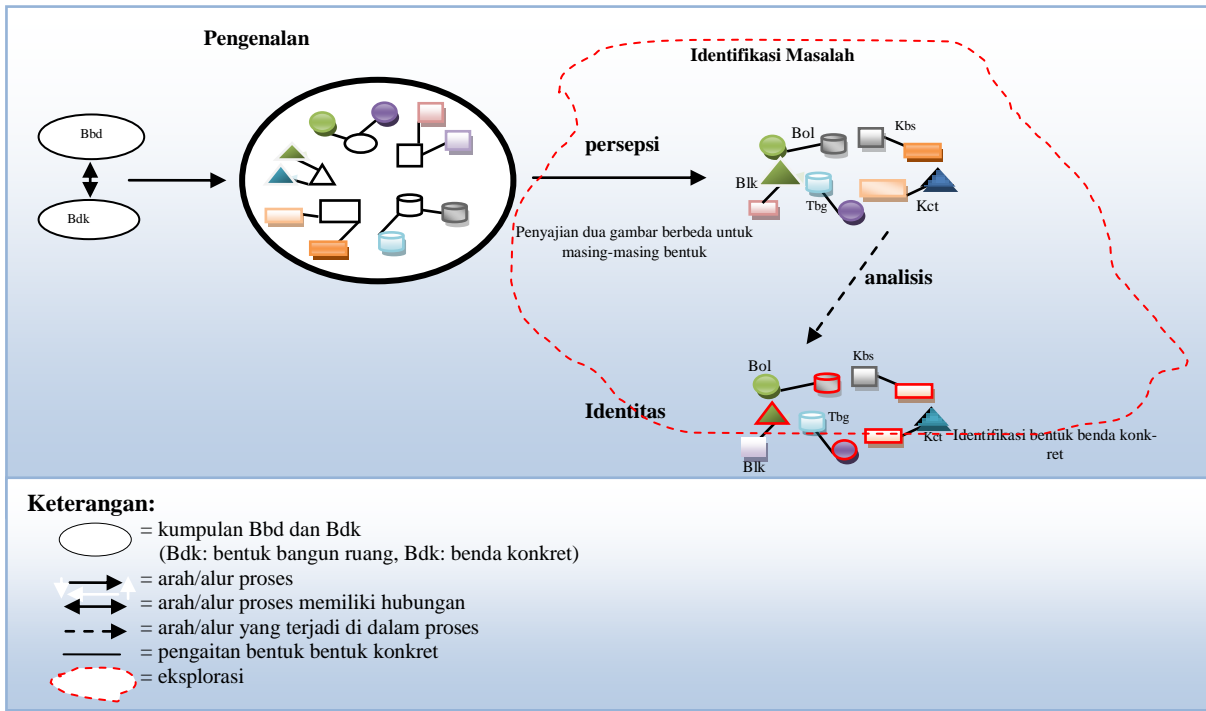 Pengenalan
Identifikasi Masalah
Bbd
Bdk
persepsi
Penyajian dua gambar berbeda untuk
masing-masing bentuk
Bol
Kbs
Blk
Tbg
Kct
analisis
Bol
Kbs
Identitas
Tbg
Blk
Kct
Identifikasi bentuk benda konk-
ret
Keterangan:
= kumpulan Bbd dan Bdk
(Bdk: bentuk bangun ruang, Bdk: benda konkret)
= arah/alur proses
= arah/alur proses memiliki hubungan
= arah/alur yang terjadi di dalam proses
= pengaitan bentuk bentuk konkret
= eksplorasi